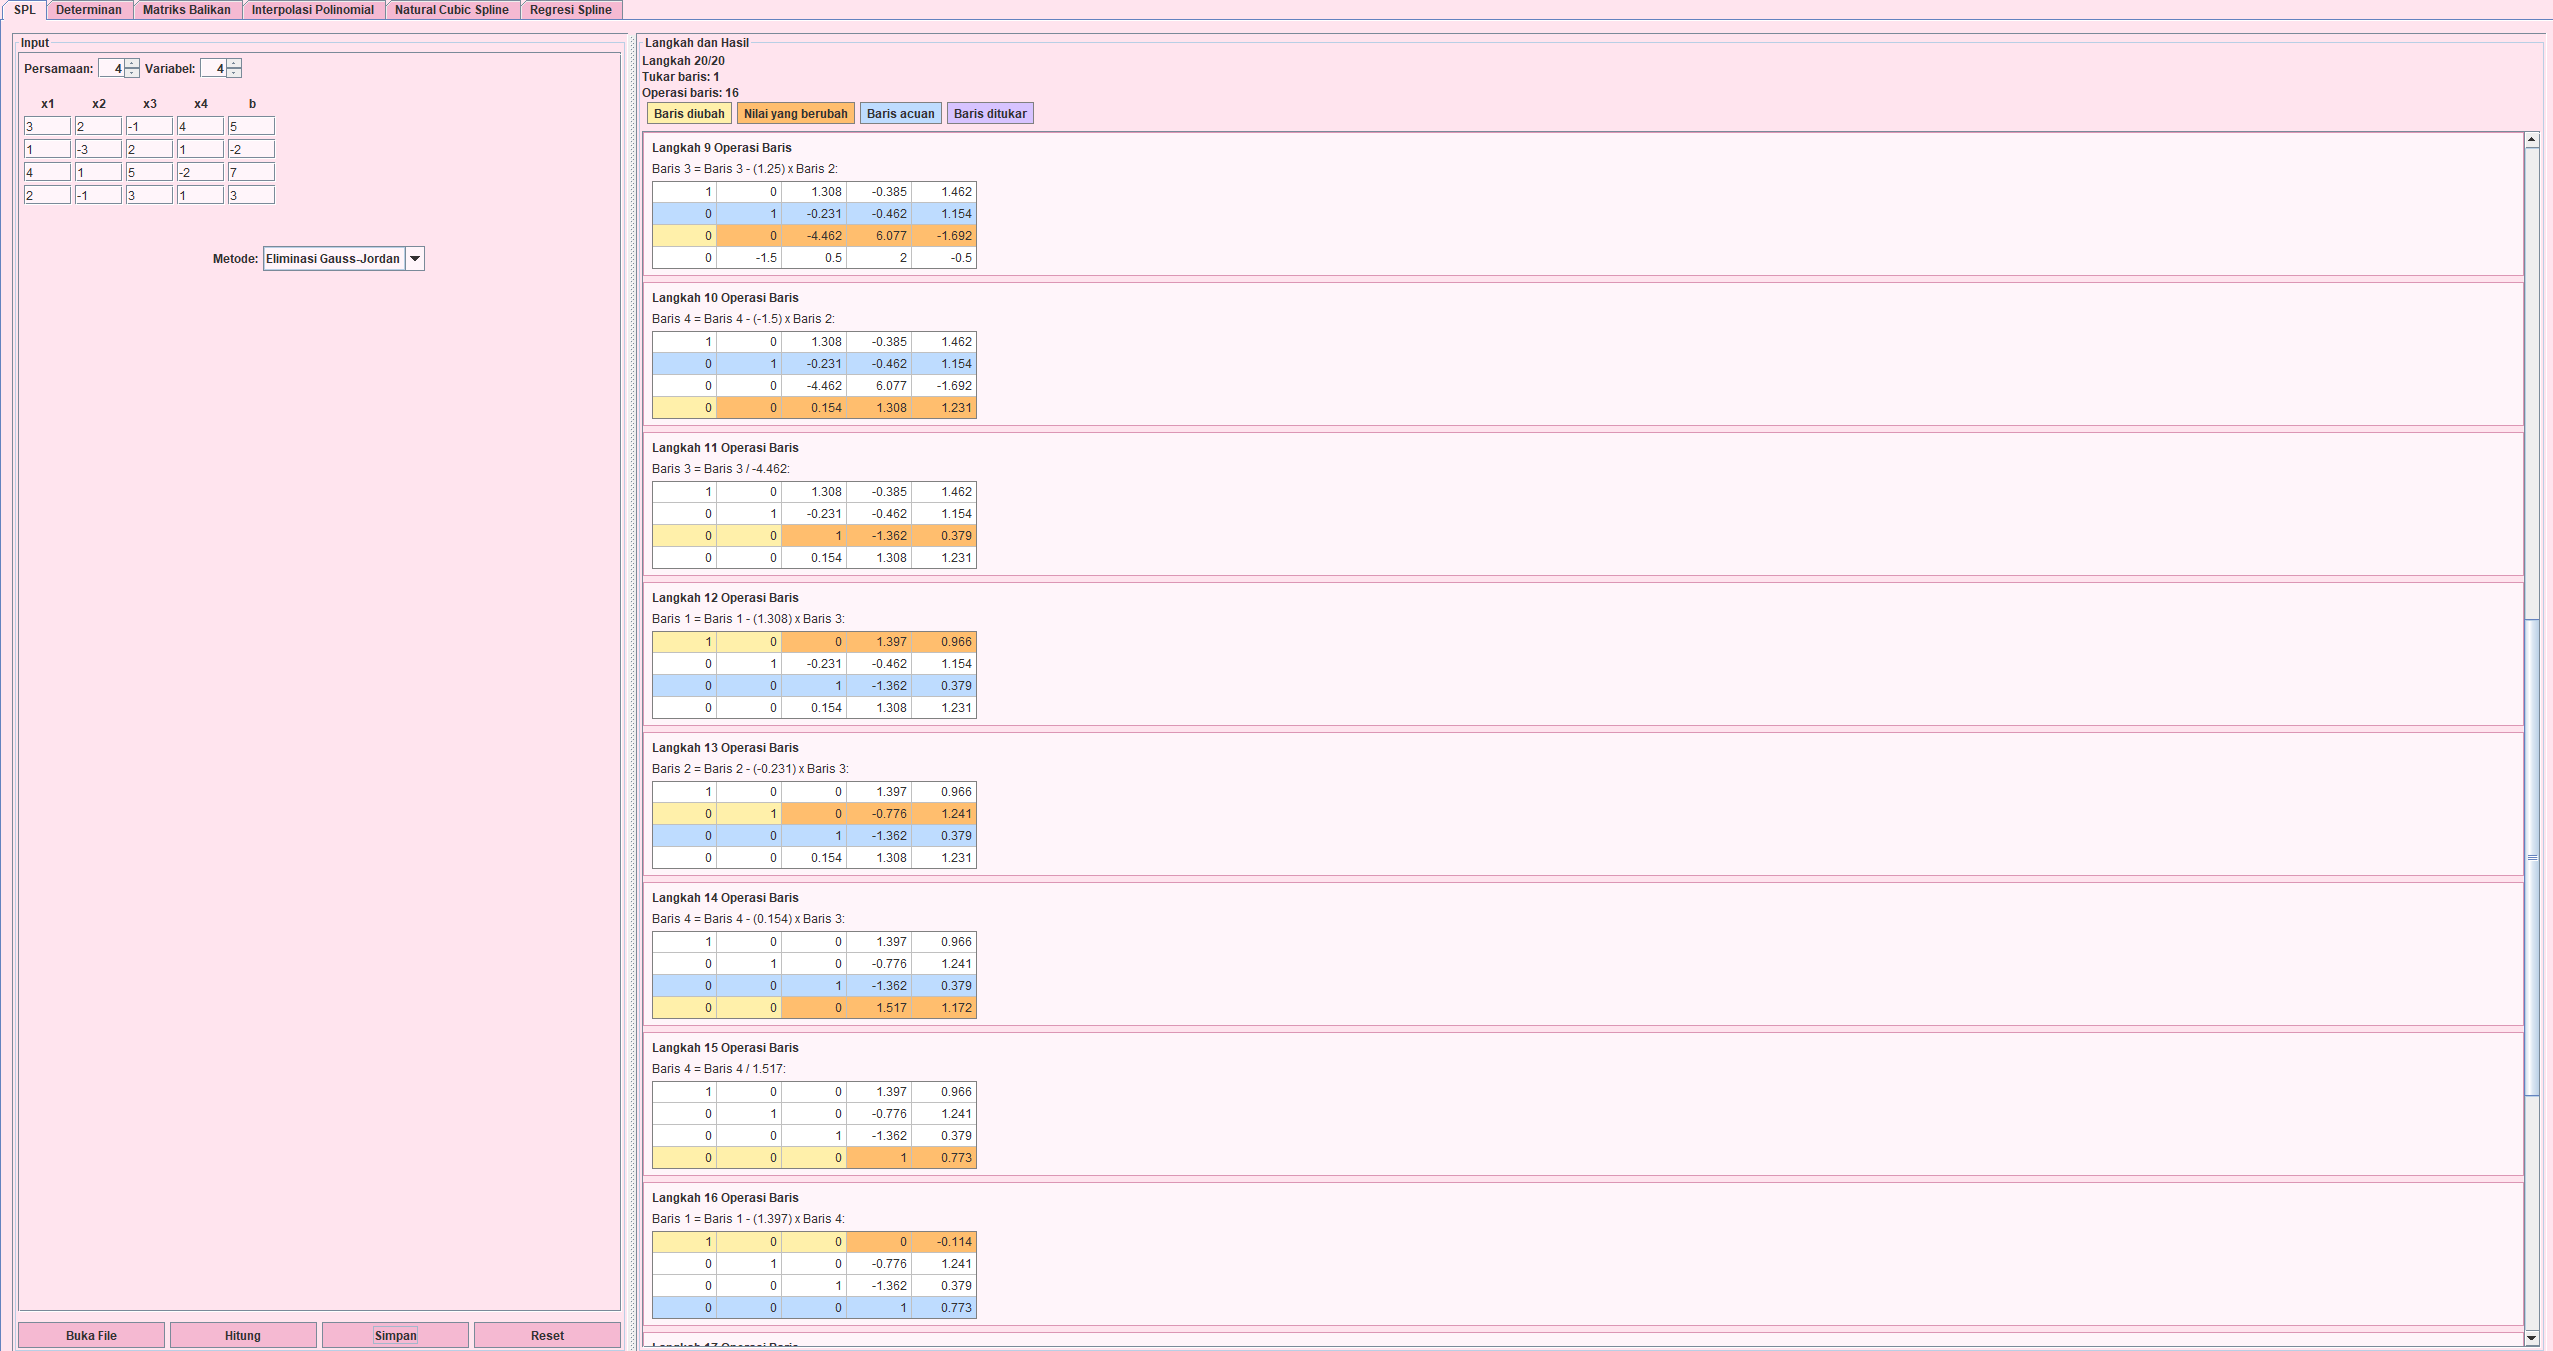 SPL Determinan Matriks Balikan Interpolasi Polinomial Natural Cubic Spline Regresi Spline
Input
Persamaan: 4 Variabel: 4
x1 x2 x3 x4 b
3 2 -1 4 5
1 -3 2 1 -2
4 1 5 -2 7
2 -1 3 1 3
Metode: Eliminasi Gauss-Jordan
Buka File Hitung Simpan Reset
Langkah dan Hasil
Langkah 20/20
Tukar baris: 1
Operasi baris: 16
Baris diubah Nilai yang berubah Baris acuan Baris ditukar
Langkah 9 Operasi Baris
Baris 3 = Baris 3 - (1.25) x Baris 2:
1 0 1.308 -0.385 1.462
0 1 -0.231 -0.462 1.154
0 0 -4.462 6.077 -1.692
0 -1.5 0.5 2 -0.5
Langkah 10 Operasi Baris
Baris 4 = Baris 4 - (-1.5) x Baris 2:
1 0 1.308 -0.385 1.462
0 1 -0.231 -0.462 1.154
0 0 -4.462 6.077 -1.692
0 0 0.154 1.308 1.231
Langkah 11 Operasi Baris
Baris 3 = Baris 3 / -4.462:
1 0 1.308 -0.385 1.462
0 1 -0.231 -0.462 1.154
0 0 1 -1.362 0.379
0 0 0.154 1.308 1.231
Langkah 12 Operasi Baris
Baris 1 = Baris 1 - (1.308) x Baris 3:
1 0 0 1.397 0.966
0 1 -0.231 -0.462 1.154
0 0 1 -1.362 0.379
0 0 0.154 1.308 1.231
Langkah 13 Operasi Baris
Baris 2 = Baris 2 - (-0.231) x Baris 3:
1 0 0 1.397 0.966
0 1 0 -0.776 1.241
0 0 1 -1.362 0.379
0 0 0.154 1.308 1.231
Langkah 14 Operasi Baris
Baris 4 = Baris 4 - (0.154) x Baris 3:
1 0 0 1.397 0.966
0 1 0 -0.776 1.241
0 0 1 -1.362 0.379
0 0 0 1.517 1.172
Langkah 15 Operasi Baris
Baris 4 = Baris 4 / 1.517:
1 0 0 1.397 0.966
0 1 0 -0.776 1.241
0 0 1 -1.362 0.379
0 0 0 1 0.773
Langkah 16 Operasi Baris
Baris 1 = Baris 1 - (1.397) x Baris 4:
1 0 0 0 -0.114
0 1 0 -0.776 1.241
0 0 1 -1.362 0.379
0 0 0 1 0.773
Langkah 17 Operasi Baris